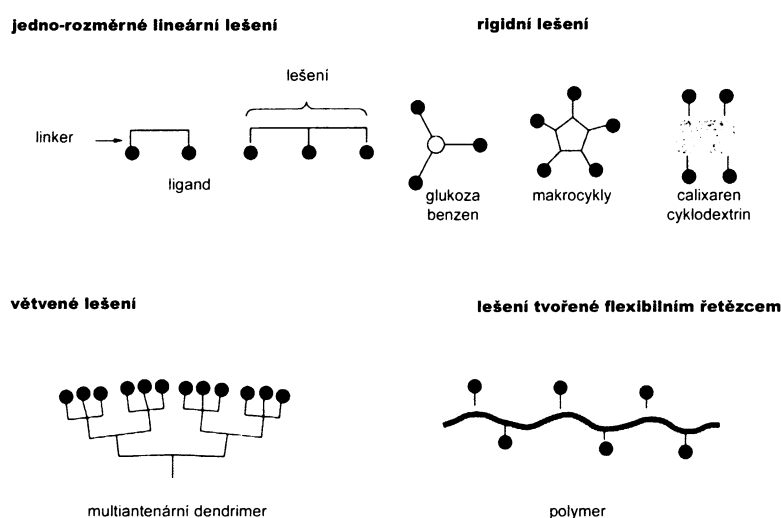 jedno-rozměrné lineární lešení
rigidní lešení
lešení
linker
ligand
glukoza
benzen
makrocykly
calixaren
cyklodextrin
větvené lešení
lešení tvořené flexibilním řetězcem
multiantenární dendrimer
polymer